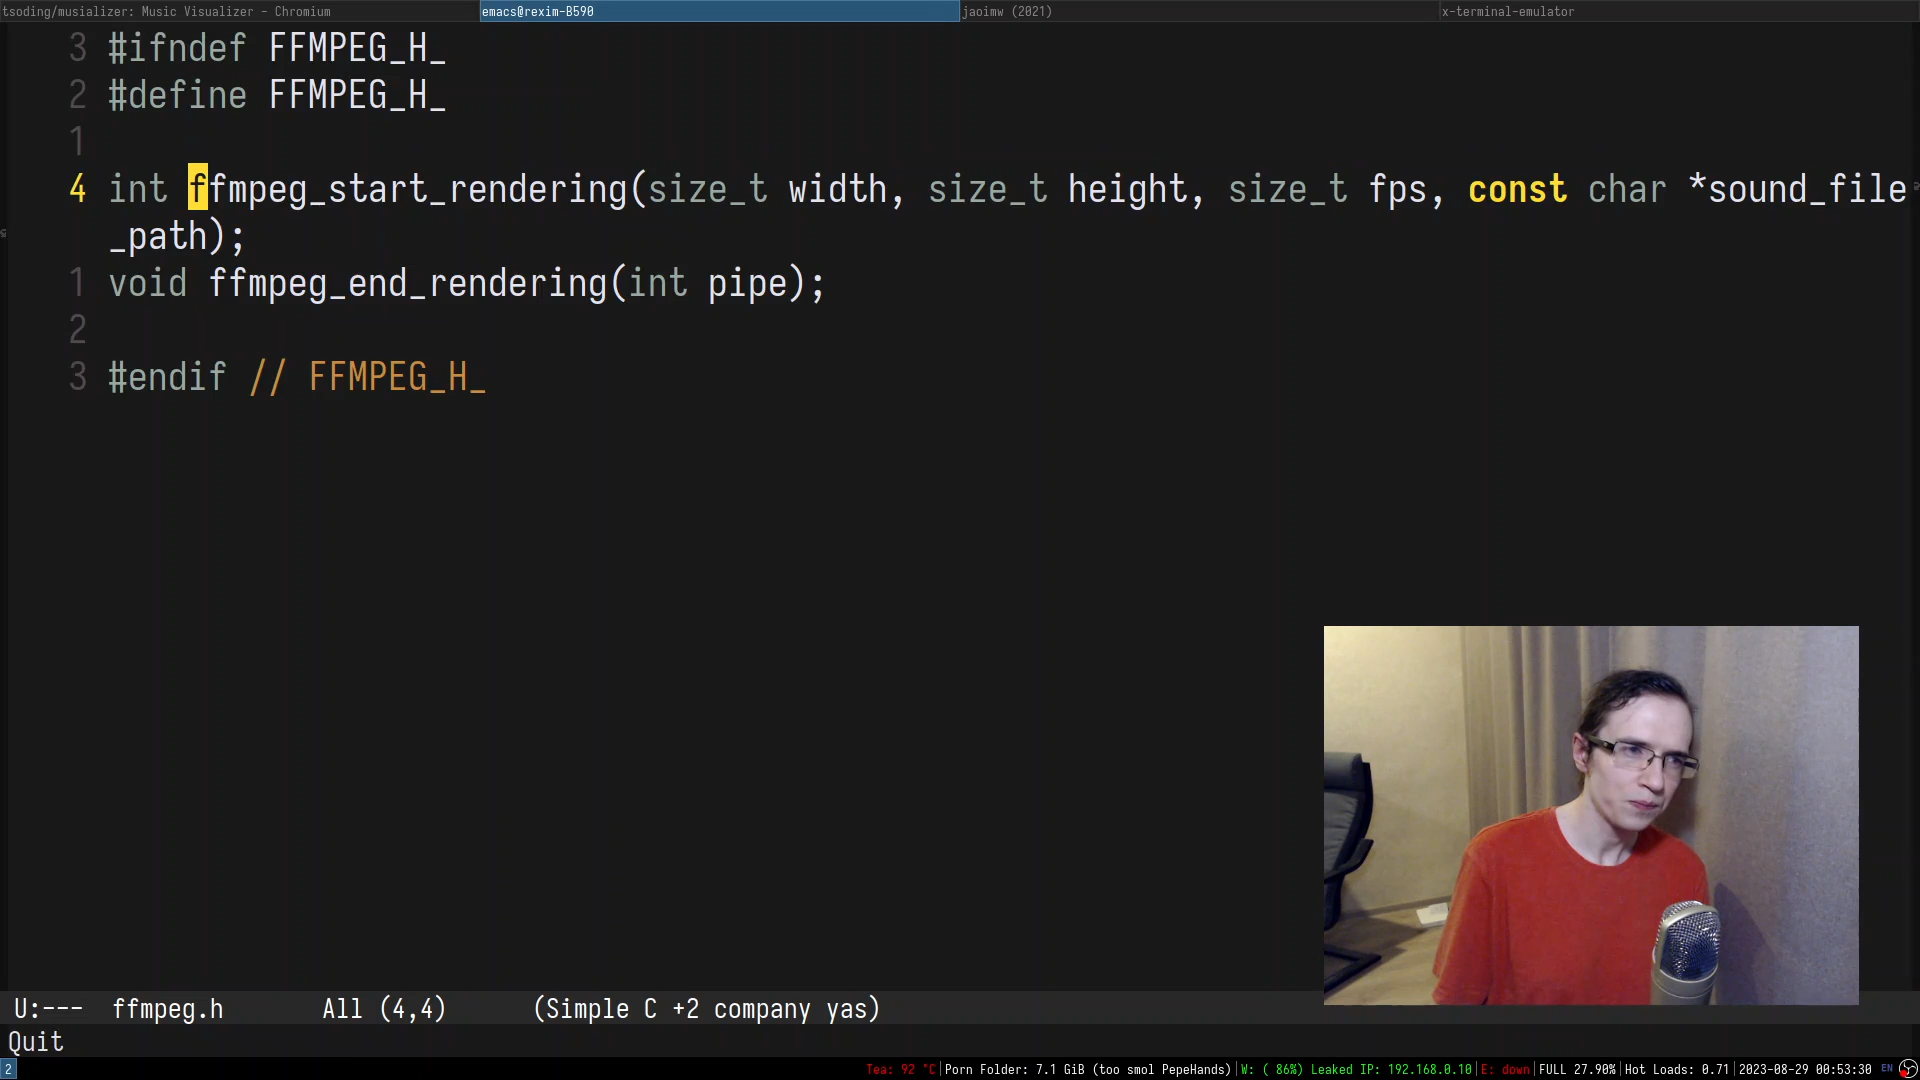 tsoding/musializer: Music Visualizer - Chromium
emacs@rexim-B590
jaoimw (2021)
x-terminal-emulator
3 #ifndef FFMPEG_H_
2 #define FFMPEG_H_
1
4 int ffmpeg_start_rendering(size_t width, size_t height, size_t fps, const char *sound_file
_path);
1 void ffmpeg_end_rendering(int pipe);
2
3 #endif // FFMPEG_H_
U:--- ffmpeg.h All (4,4) (Simple C +2 company yas)
Quit
2 Tea: 92 °C|Porn Folder: 7.1 GiB (too smol PepeHands)|W: ( 86%) Leaked IP: 192.168.0.10|E: down|FULL 27.90%|Hot Loads: 0.71|2023-08-29 00:53:30 EN